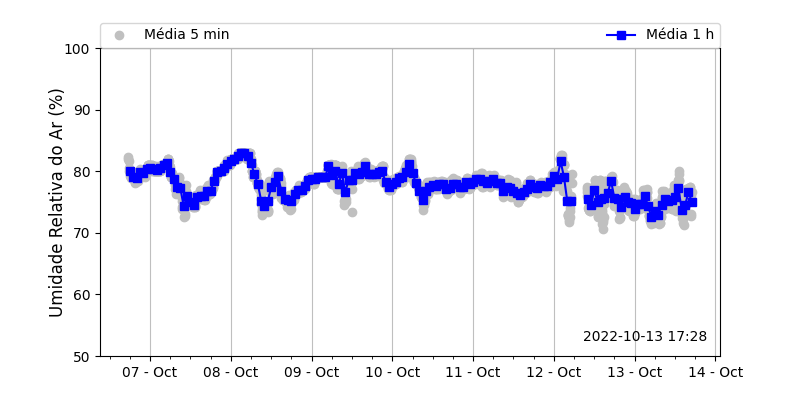 Média 5 min
Média 1 h
Umidade Relativa do Ar (%)
100
90
80
70
60
50
2022-10-13 17:28
07 - Oct
08 - Oct
09 - Oct
10 - Oct
11 - Oct
12 - Oct
13 - Oct
14 - Oct